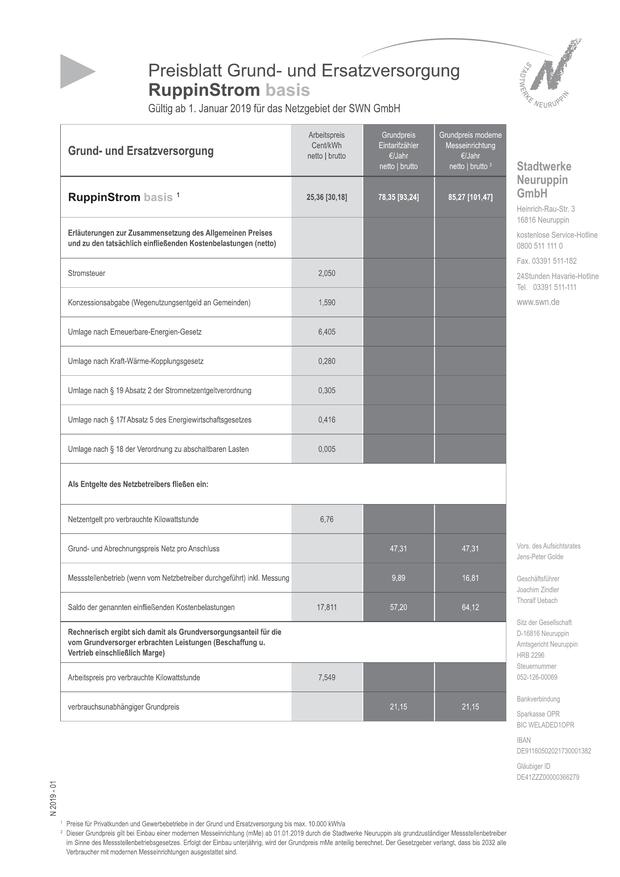 Preisblatt Grund- und Ersatzversorgung
RuppinStrom basis
Gültig ab 1. Januar 2019 für das Netzgebiet der SWN GmbH
STADTWERKE NEURUPPIN
Grund- und Ersatzversorgung
Arbeitspreis
Cent/kWh
netto | brutto
Grundpreis
Eintarifzähler
€/Jahr
netto | brutto
Grundpreis moderne
Messeinrichtung
€/Jahr
netto | brutto ²
RuppinStrom basis ¹ 25,36 [30,18] 78,35 [93,24] 85,27 [101,47]
Erläuterungen zur Zusammensetzung des Allgemeinen Preises
und zu den tatsächlich einfließenden Kostenbelastungen (netto)
Stromsteuer 2,050
Konzessionsabgabe (Wegenutzungsentgeld an Gemeinden) 1,590
Umlage nach Erneuerbare-Energien-Gesetz 6,405
Umlage nach Kraft-Wärme-Kopplungsgesetz 0,280
Umlage nach § 19 Absatz 2 der Stromnetzentgeltverordnung 0,305
Umlage nach § 17f Absatz 5 des Energiewirtschaftsgesetzes 0,416
Umlage nach § 18 der Verordnung zu abschaltbaren Lasten 0,005
Als Entgelte des Netzbetreibers fließen ein:
Netzentgelt pro verbrauchte Kilowattstunde 6,76
Grund- und Abrechnungspreis Netz pro Anschluss 47,31 47,31
Messstellenbetrieb (wenn vom Netzbetreiber durchgeführt) inkl. Messung 9,89 16,81
Saldo der genannten einfließenden Kostenbelastungen 17,811 57,20 64,12
Rechnerisch ergibt sich damit als Grundversorgungsanteil für die
vom Grundversorger erbrachten Leistungen (Beschaffung u.
Vertrieb einschließlich Marge)
Arbeitspreis pro verbrauchte Kilowattstunde 7,549
verbrauchsunabhängiger Grundpreis 21,15 21,15
Stadtwerke
Neuruppin
GmbH
Heinrich-Rau-Str. 3
16816 Neuruppin
kostenlose Service-Hotline
0800 511 111 0
Fax. 03391 511-182
24Stunden Havarie-Hotline
Tel. 03391 511-111
www.swn.de
Vors. des Aufsichtsrates
Jens-Peter Golde
Geschäftsführer
Joachim Zindler
Thoralf Uebach
Sitz der Gesellschaft
D-16816 Neuruppin
Amtsgericht Neuruppin
HRB 2296
Steuernummer
052-126-00069
Bankverbindung
Sparkasse OPR
BIC WELADED1OPR
IBAN
DE91160502021730001382
Gläubiger ID
DE41ZZZ00000366279
N 2019 - 01
¹ Preise für Privatkunden und Gewerbebetriebe in der Grund und Ersatzversorgung bis max. 10.000 kWh/a
² Dieser Grundpreis gilt bei Einbau einer modernen Messeinrichtung (mMe) ab 01.01.2019 durch die Stadtwerke Neuruppin als grundzuständiger Messstellenbetreiber
im Sinne des Messstellenbetriebsgesetzes. Erfolgt der Einbau unterjährig, wird der Grundpreis mMe anteilig berechnet. Der Gesetzgeber verlangt, dass bis 2032 alle
Verbraucher mit modernen Messeinrichtungen ausgestattet sind.